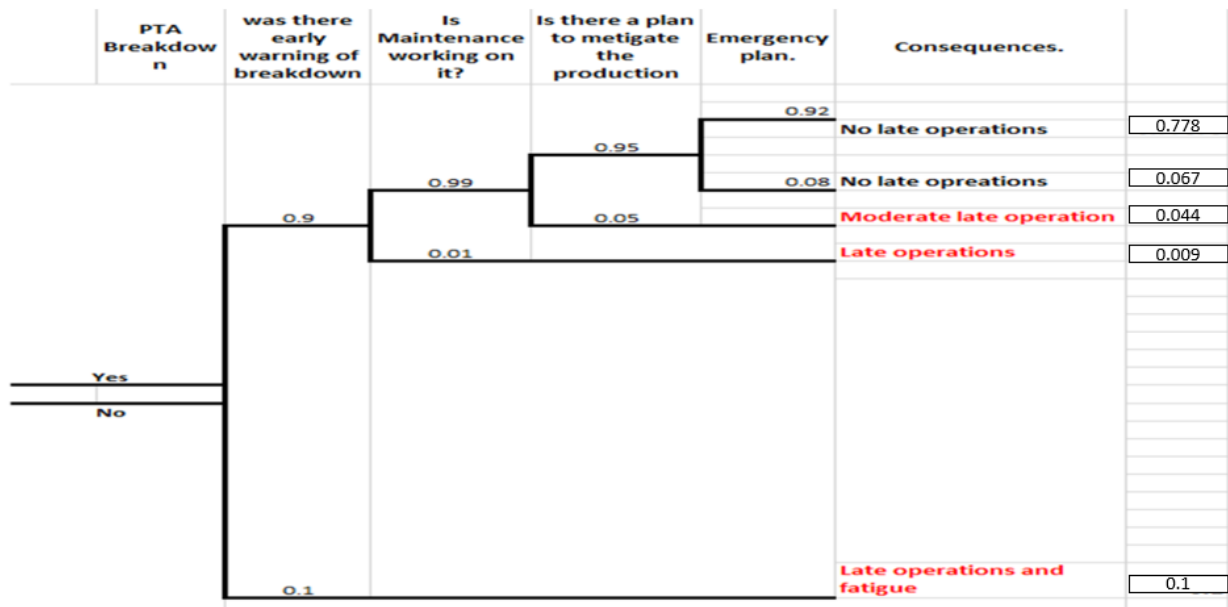 PTA
Breakdow
n
was there
early
warning of
breakdown
Is
Maintenance
working on
it?
Is there a plan
to metigate
the
production
Emergency
plan.
Consequences.
0.92
No late operations
0.778
0.95
0.99
0.08 No late opreations
0.067
0.9
0.05
Moderate late operation
0.044
0.01
Late operations
0.009
Yes
No
Late operations and
fatigue
0.1
0.1